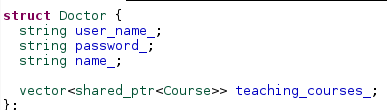 struct Doctor {
  string user_name_;
  string password_;
  string name_;

  vector<shared_ptr<Course>> teaching_courses_;
};